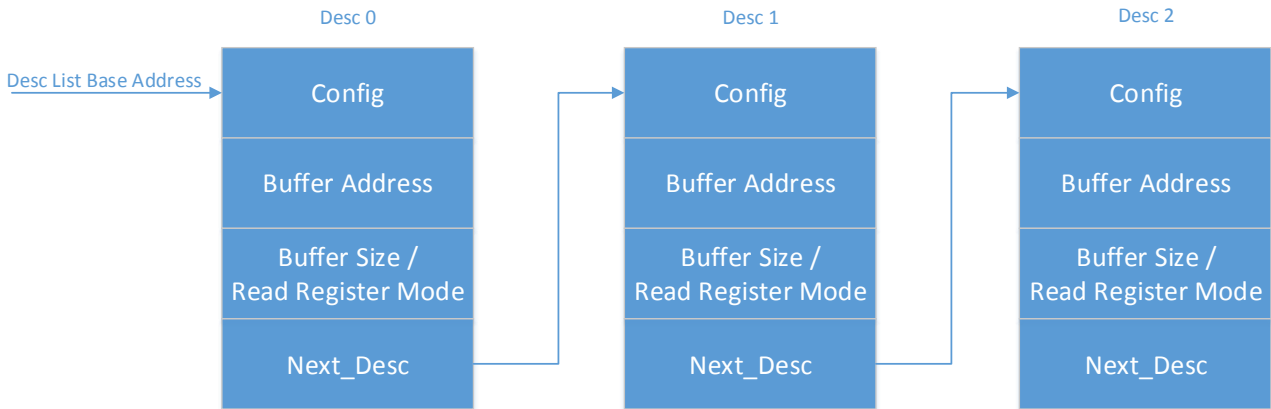 Desc 0
Desc 1
Desc 2
Desc List Base Address
Config
Config
Config
Buffer Address
Buffer Address
Buffer Address
Buffer Size /
Read Register Mode
Buffer Size /
Read Register Mode
Buffer Size /
Read Register Mode
Next_Desc
Next_Desc
Next_Desc